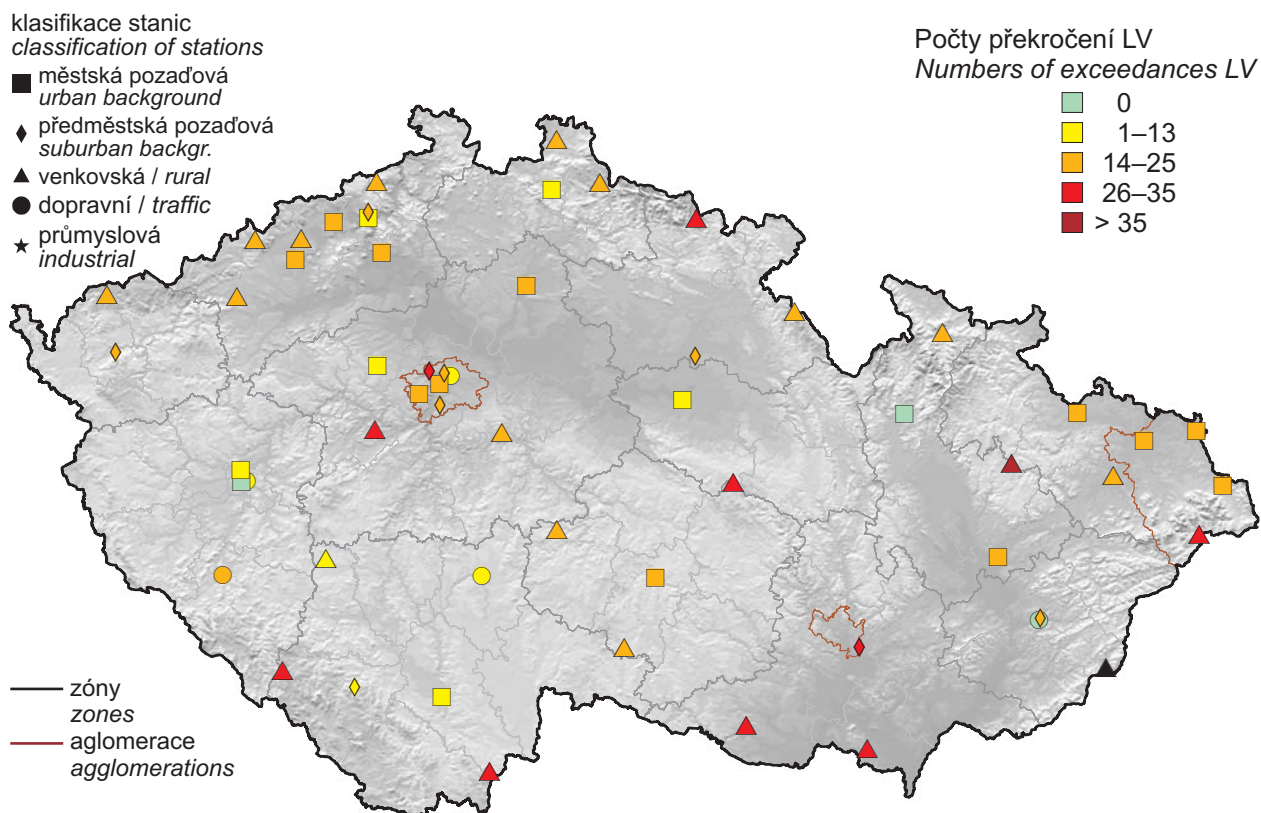 klasifikace stanic
classification of stations
městská pozaďová
urban background
předměstská pozaďová
suburban backgr.
venkovská / rural
dopravní / traffic
průmyslová
industrial
Počty překročení LV
Numbers of exceedances LV
0
1–13
14–25
26–35
> 35
zóny
zones
aglomerace
agglomerations